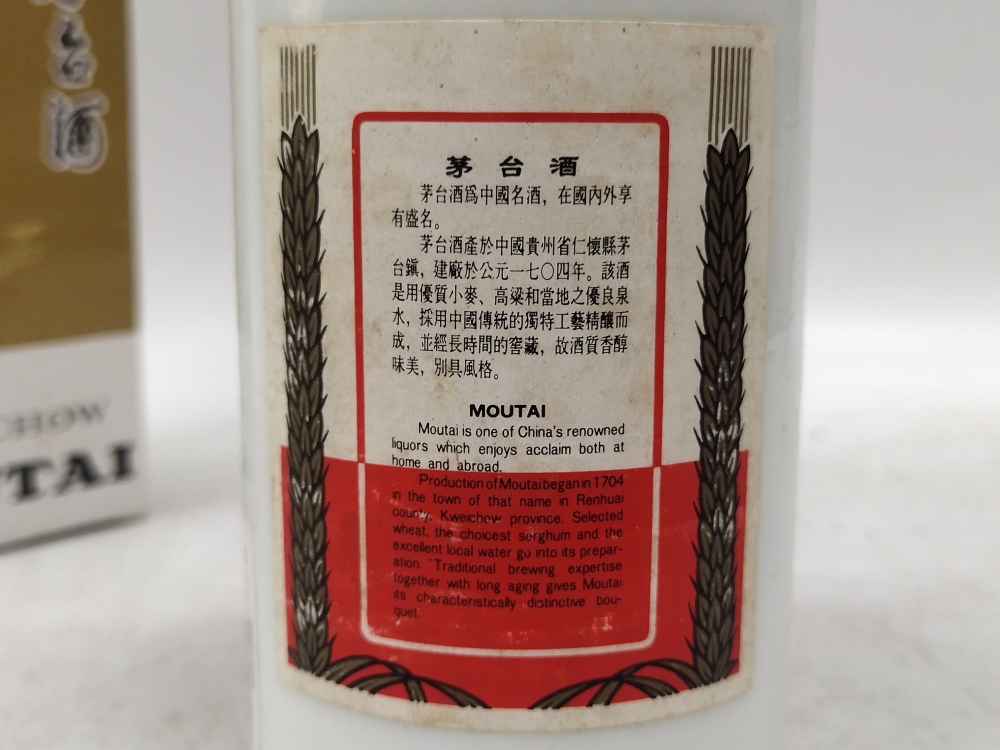 台酒
CHOW
TAI
茅台酒
茅台酒爲中國名酒，在國內外享
有盛名。
茅台酒產於中國貴州省仁懷縣茅
台鎭，建廠於公元一七〇四年。該酒
是用優質小麥、高粱和當地之優良泉
水，採用中國傳統的獨特工藝精釀而
成，並經長時間的窖藏，故酒質香醇
味美，別具風格。
MOUTAI
Moutai is one of China's renowned
liquors which enjoys acclaim both at
home and abroad.
Production of Moutai began in 1704
in the town of that name in Renhuai
county, Kweichow province. Selected
wheat, the choicest sorghum and the
excellent local water go into its prepar-
ation. Traditional brewing expertise
together with long aging gives Moutai
its characteristically distinctive bou-
quet.